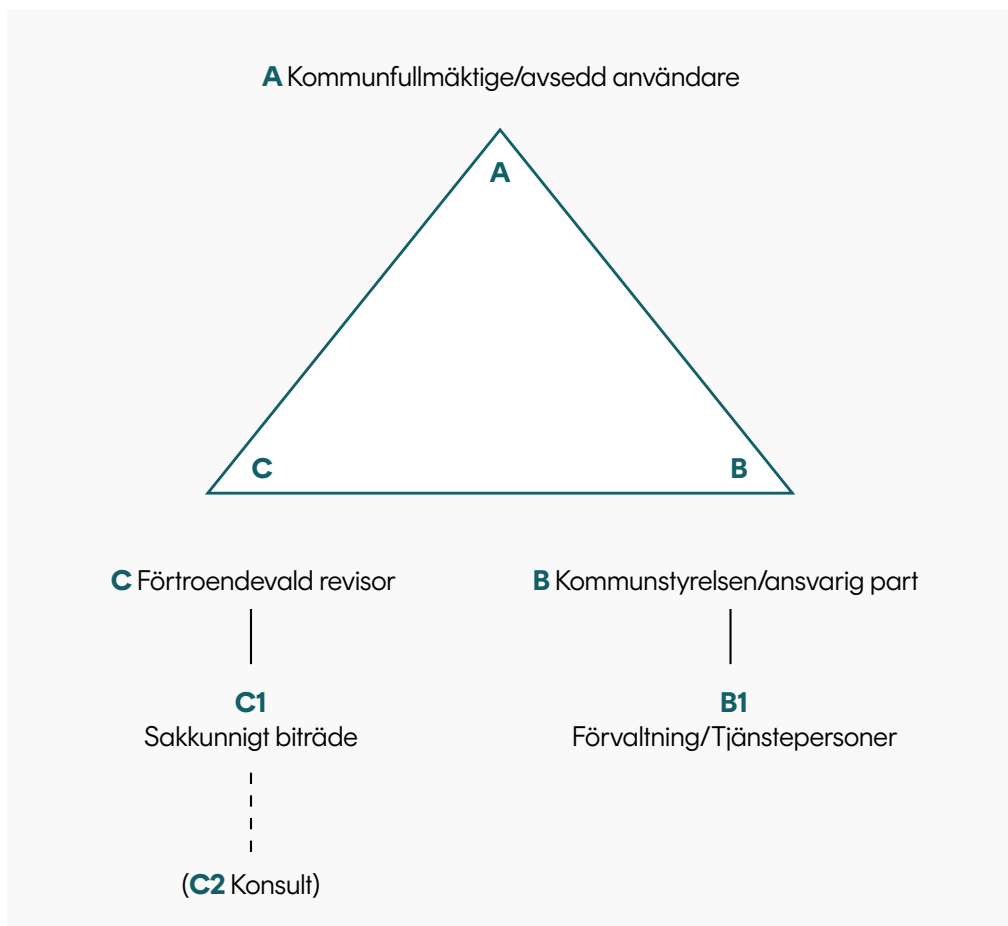 A Kommunfullmäktige/avsedd användare
A
C
B
C Förtroendevald revisor
B Kommunstyrelsen/ansvarig part
C1
Sakkunnigt biträde
B1
Förvaltning/Tjänstepersoner
(C2 Konsult)